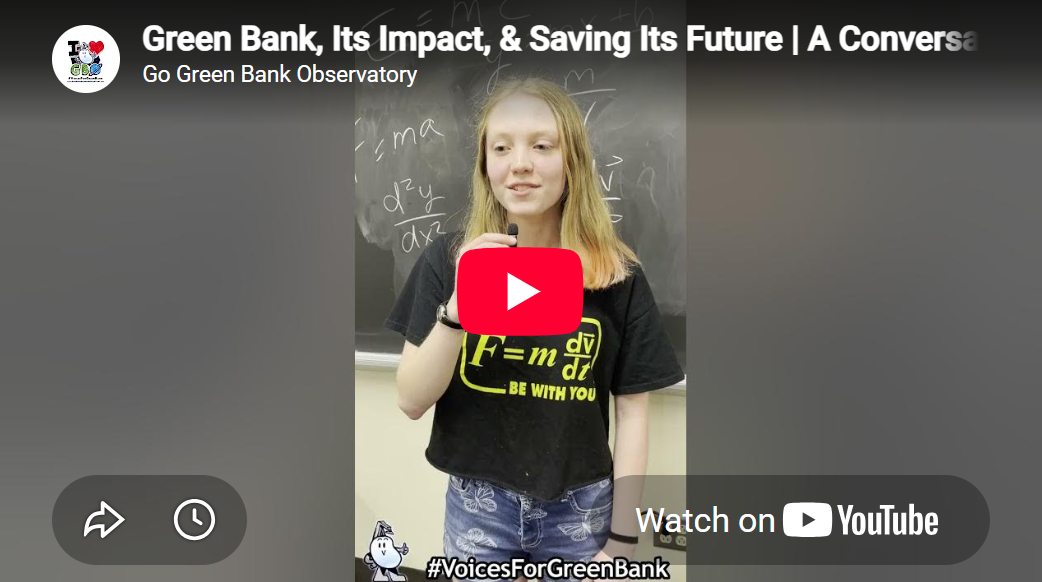 Green Bank, Its Impact, & Saving Its Future | A Conversa
Go Green Bank Observatory
E = mc
F = ma
d²y
dx²
F=m dv̄
dt
BE WITH YOU
Watch on YouTube
#VoicesForGreenBank